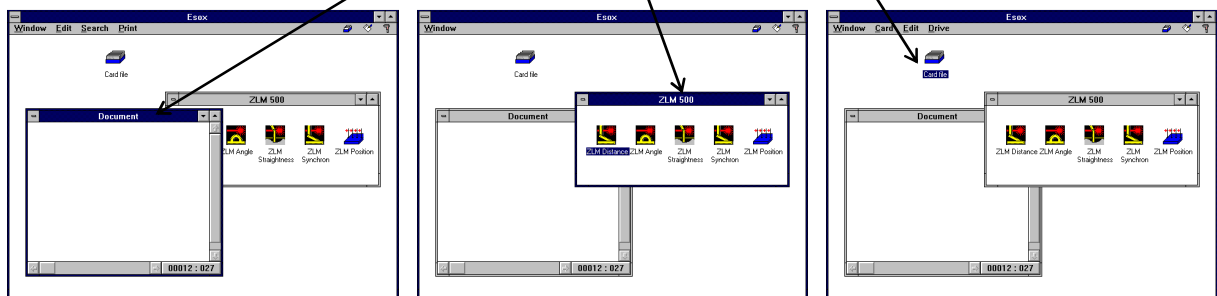 Esox
Window Edit Search Print
Card file
ZLM 500
Document
ZLM Angle ZLM Straightness ZLM Synchron ZLM Position
00012 : 027
Esox
Window
Card file
ZLM 500
Document
ZLM Distance ZLM Angle ZLM Straightness ZLM Synchron ZLM Position
00012 : 027
Esox
Window Card Edit Drive
Card file
ZLM 500
Document
ZLM Distance ZLM Angle ZLM Straightness ZLM Synchron ZLM Position
00012 : 027